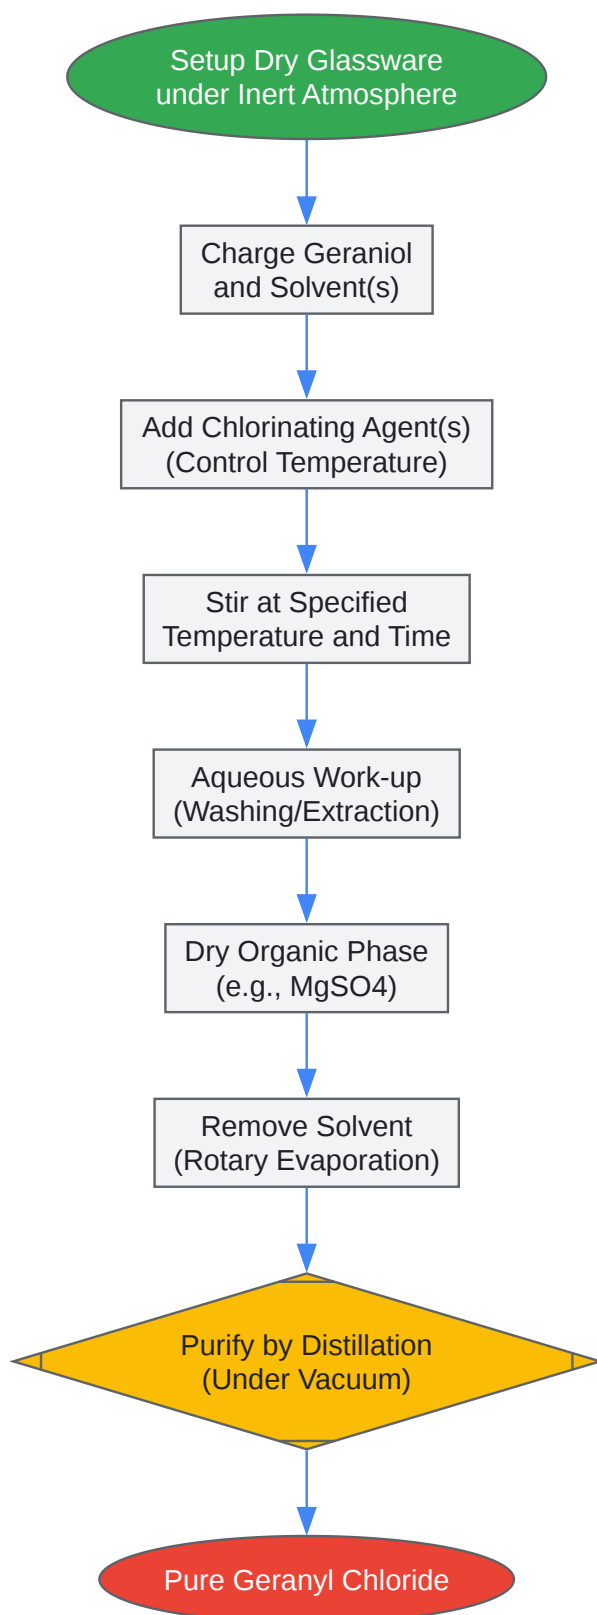 Setup Dry Glassware
under Inert Atmosphere
Charge Geraniol
and Solvent(s)
Add Chlorinating Agent(s)
(Control Temperature)
Stir at Specified
Temperature and Time
Aqueous Work-up
(Washing/Extraction)
Dry Organic Phase
(e.g., MgSO4)
Remove Solvent
(Rotary Evaporation)
Purify by Distillation
(Under Vacuum)
Pure Geranyl Chloride